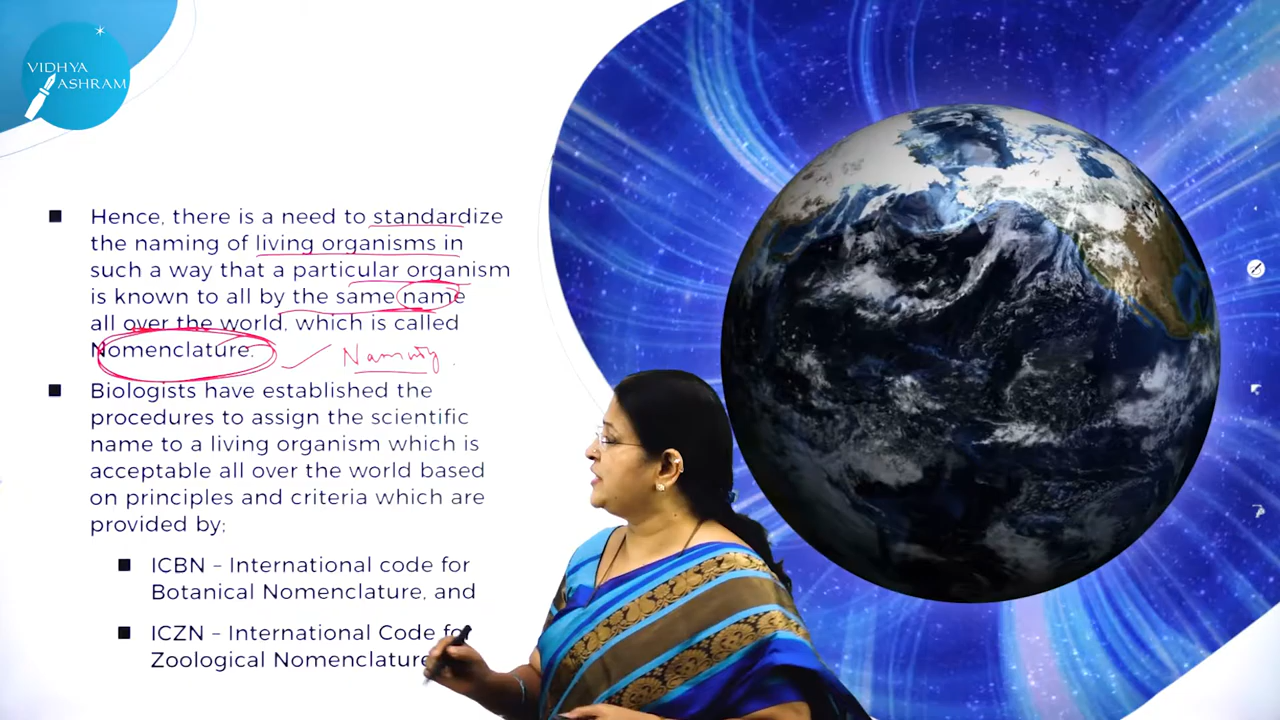 VIDHYA
ASHRAM
■ Hence, there is a need to standardize
the naming of living organisms in
such a way that a particular organism
is known to all by the same name
all over the world, which is called
Nomenclature.
Naming.
■ Biologists have established the
procedures to assign the scientific
name to a living organism which is
acceptable all over the world based
on principles and criteria which are
provided by:
■ ICBN – International code for
Botanical Nomenclature, and
■ ICZN – International Code for
Zoological Nomenclature